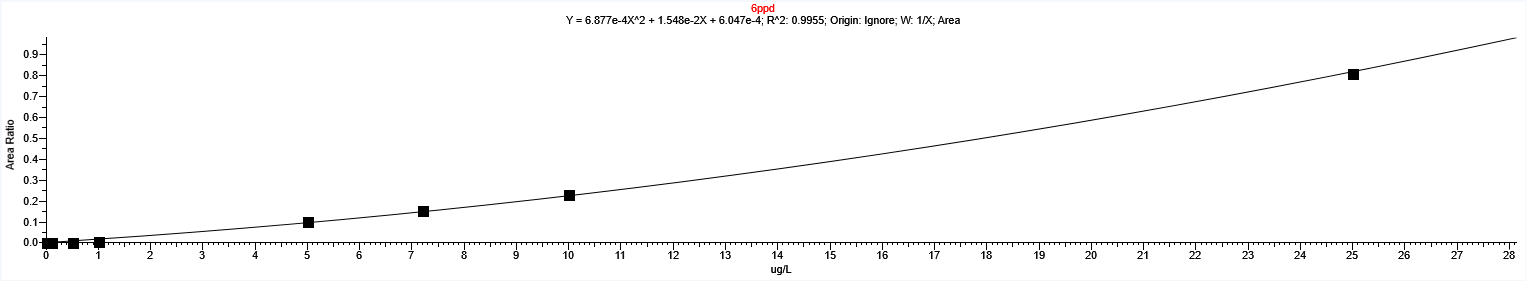 6ppd
Y = 6.877e-4X^2 + 1.548e-2X + 6.047e-4; R^2: 0.9955; Origin: Ignore; W: 1/X; Area
0.9
0.8
0.7
0.6
0.5
0.4
0.3
0.2
0.1
0.0
Area Ratio
0 1 2 3 4 5 6 7 8 9 10 11 12 13 14 15 16 17 18 19 20 21 22 23 24 25 26 27 28
ug/L